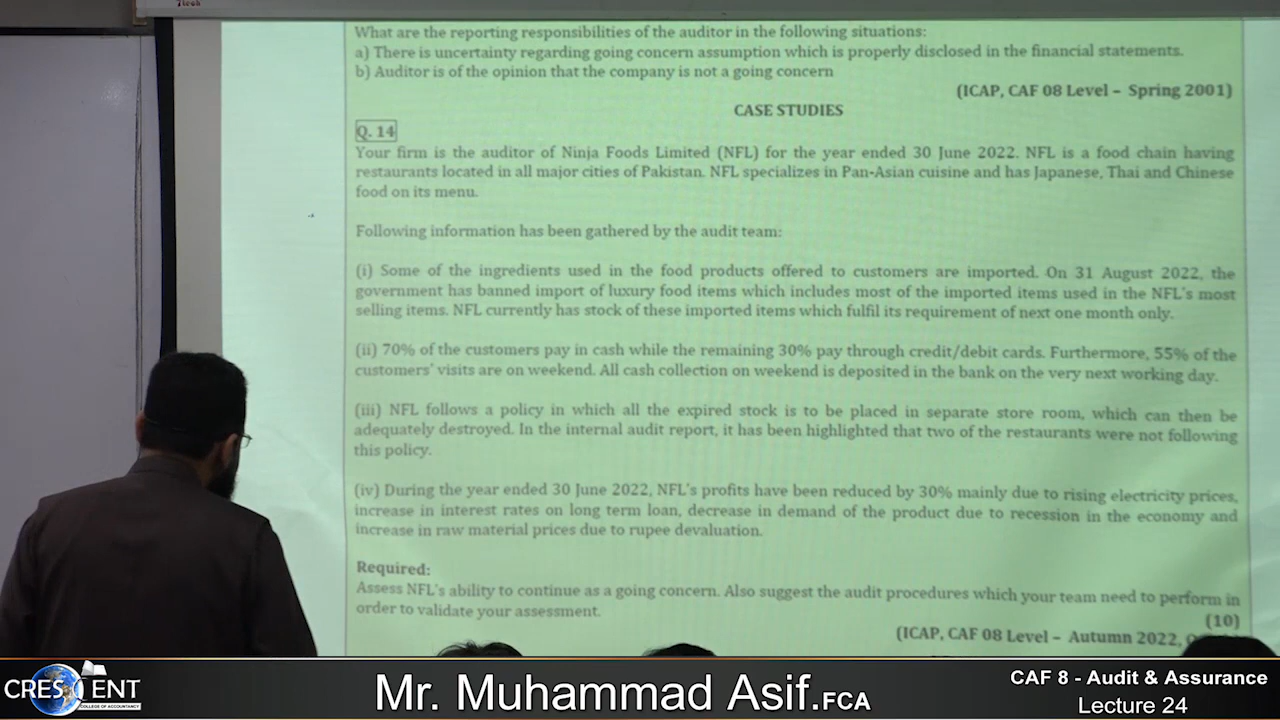 What are the reporting responsibilities of the auditor in the following situations:
a) There is uncertainty regarding going concern assumption which is properly disclosed in the financial statements.
b) Auditor is of the opinion that the company is not a going concern
(ICAP, CAF 08 Level – Spring 2001)
CASE STUDIES
Q. 14
Your firm is the auditor of Ninja Foods Limited (NFL) for the year ended 30 June 2022. NFL is a food chain having
restaurants located in all major cities of Pakistan. NFL specializes in Pan-Asian cuisine and has Japanese, Thai and Chinese
food on its menu.
Following information has been gathered by the audit team:
(i) Some of the ingredients used in the food products offered to customers are imported. On 31 August 2022, the
government has banned import of luxury food items which includes most of the imported items used in the NFL's most
selling items. NFL currently has stock of these imported items which fulfil its requirement of next one month only.
(ii) 70% of the customers pay in cash while the remaining 30% pay through credit/debit cards. Furthermore, 55% of the
customers' visits are on weekend. All cash collection on weekend is deposited in the bank on the very next working day.
(iii) NFL follows a policy in which all the expired stock is to be placed in separate store room, which can then be
adequately destroyed. In the internal audit report, it has been highlighted that two of the restaurants were not following
this policy.
(iv) During the year ended 30 June 2022, NFL's profits have been reduced by 30% mainly due to rising electricity prices,
increase in interest rates on long term loan, decrease in demand of the product due to recession in the economy and
increase in raw material prices due to rupee devaluation.
Required:
Assess NFL's ability to continue as a going concern. Also suggest the audit procedures which your team need to perform in
order to validate your assessment.
(10)
(ICAP, CAF 08 Level – Autumn 2022,
CRESCENT
COLLEGE OF ACCOUNTANCY
Mr. Muhammad Asif.FCA
CAF 8 - Audit & Assurance
Lecture 24